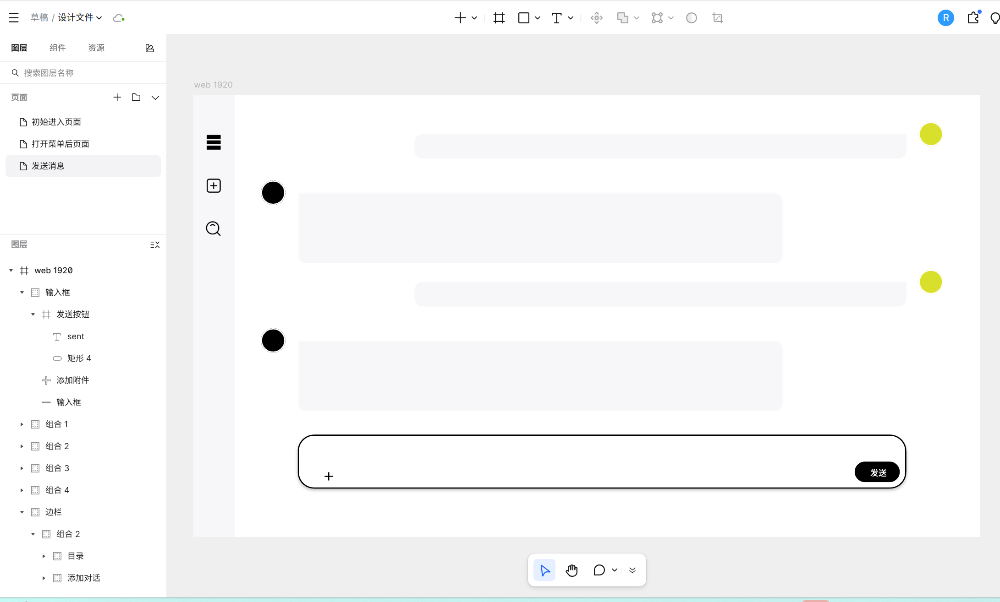 草稿 / 设计文件
R
图层 组件 资源
搜索图层名称
页面
初始进入页面
打开菜单后页面
发送消息
图层
web 1920
输入框
发送按钮
sent
矩形 4
添加附件
输入框
组合 1
组合 2
组合 3
组合 4
边栏
组合 2
目录
添加对话
web 1920
发送